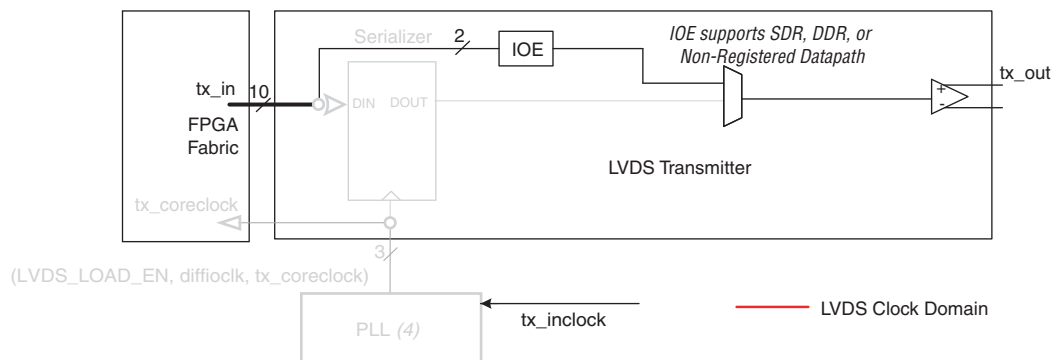 Serializer
2
IOE
IOE supports SDR, DDR, or
Non-Registered Datapath
tx_out
+
-
tx_in
10
DIN
DOUT
FPGA
Fabric
LVDS Transmitter
tx_coreclock
3
(LVDS_LOAD_EN, diffioclk, tx_coreclock)
PLL (4)
tx_inclock
LVDS Clock Domain